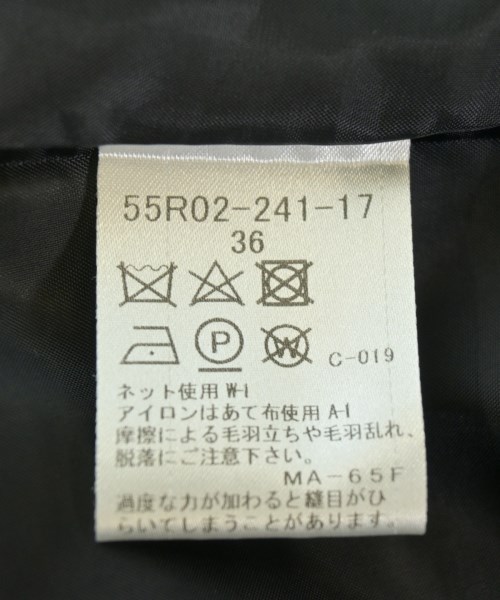 55R02-241-17
36
P
W
C-019
ネット使用 W-I
アイロンはあて布使用 A-I
摩擦による毛羽立ちや毛羽乱れ、
脱落にご注意下さい。
MA-65F
過度な力が加わると縫目がひ
らいてしまうことがあります。